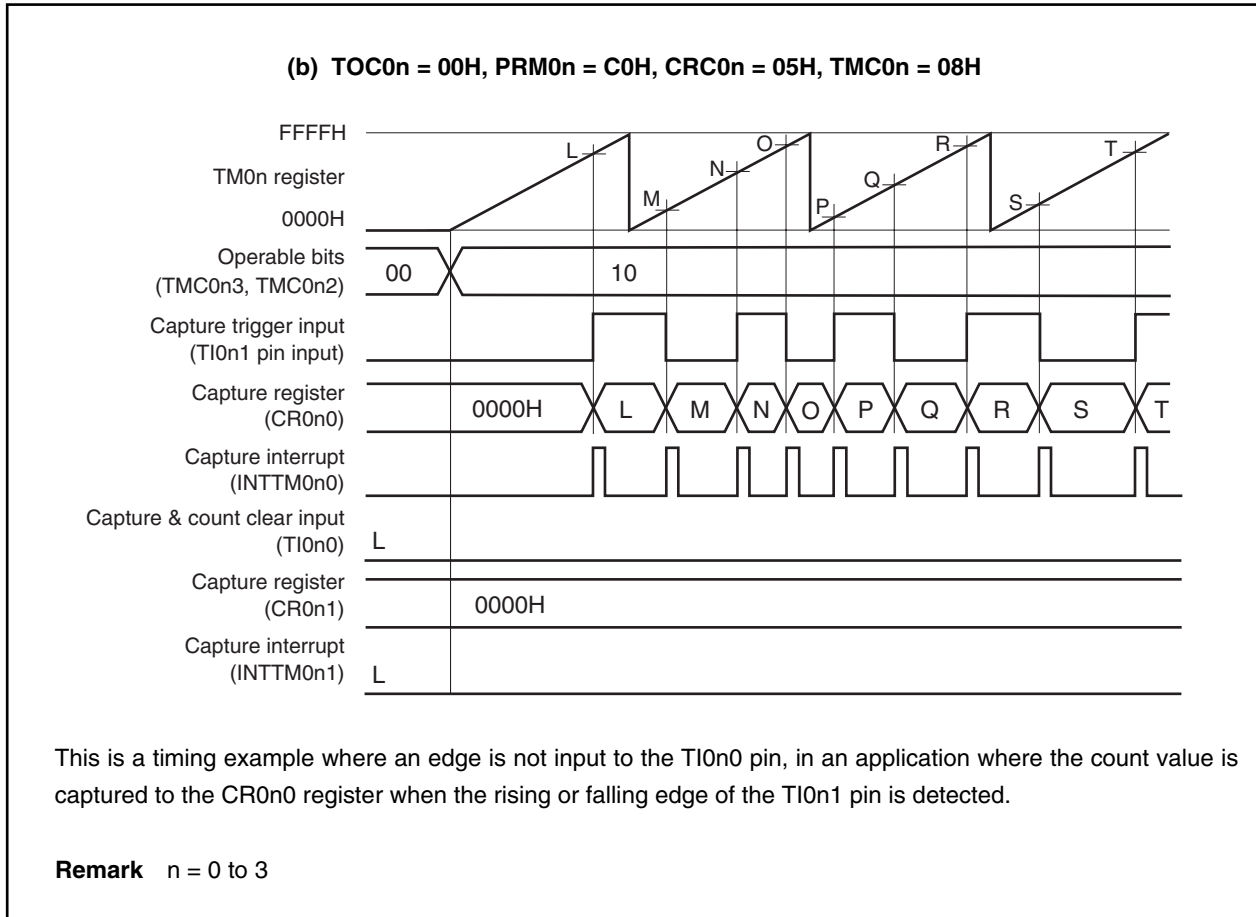 (b) TOC0n = 00H, PRM0n = C0H, CRC0n = 05H, TMC0n = 08H
FFFFH
TM0n register
0000H
L
M
N
O
P
Q
R
S
T
Operable bits
(TMC0n3, TMC0n2)
00
10
Capture trigger input
(TI0n1 pin input)
Capture register
(CR0n0)
0000H
L
M
N
O
P
Q
R
S
T
Capture interrupt
(INTTM0n0)
Capture & count clear input
(TI0n0)
L
Capture register
(CR0n1)
0000H
Capture interrupt
(INTTM0n1)
L
This is a timing example where an edge is not input to the TI0n0 pin, in an application where the count value is
captured to the CR0n0 register when the rising or falling edge of the TI0n1 pin is detected.
Remark n = 0 to 3